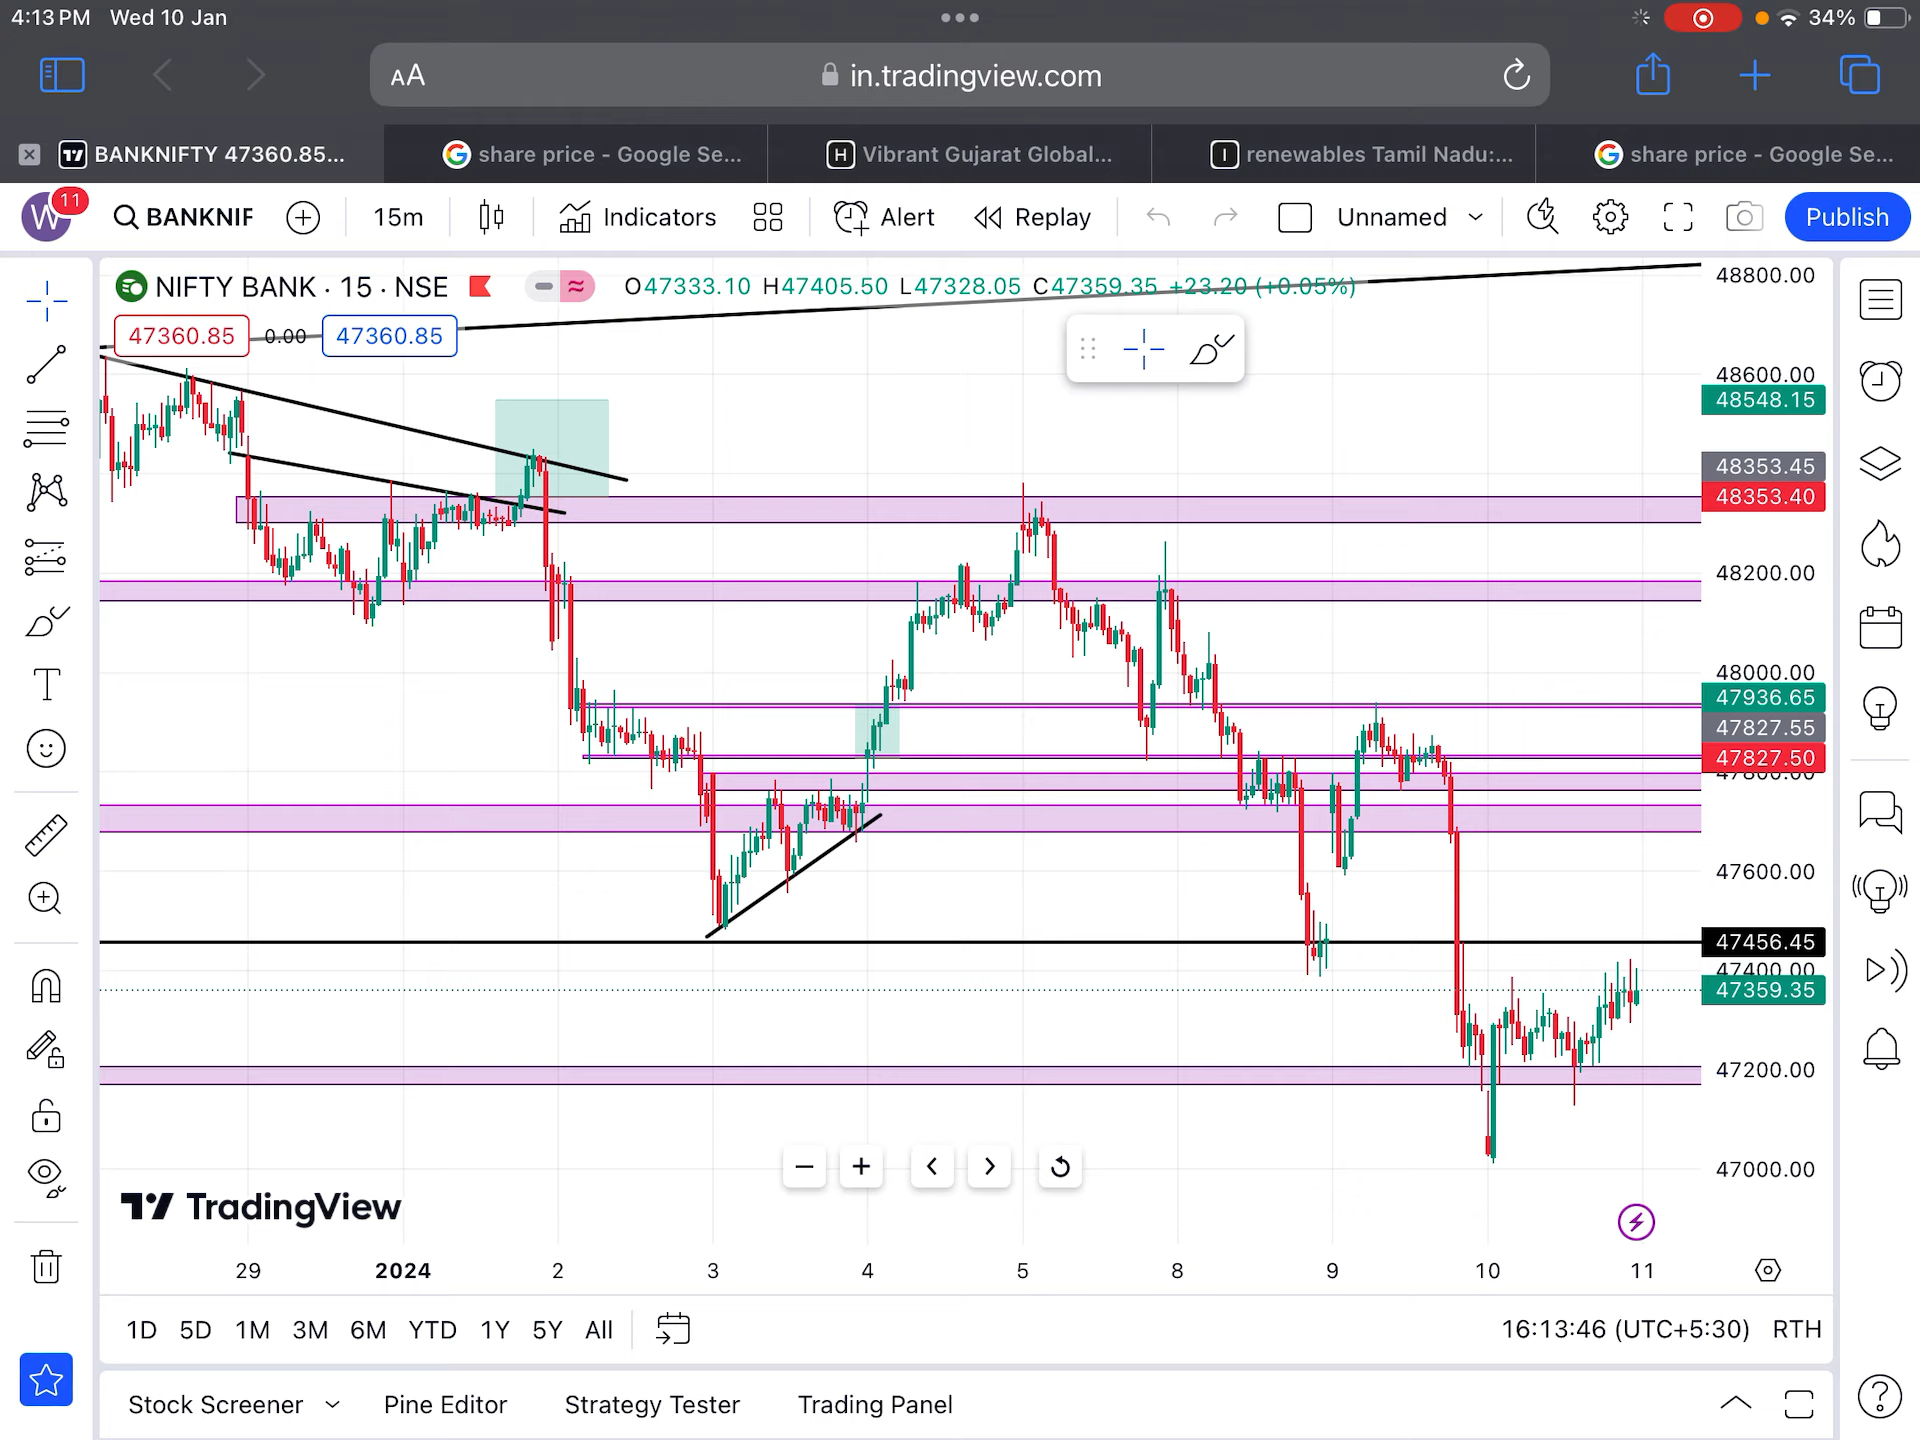 4:13 PM Wed 10 Jan
34%
AA
in.tradingview.com
BANKNIFTY 47360.85...
share price - Google Se...
H Vibrant Gujarat Global...
I renewables Tamil Nadu:...
share price - Google Se...
W 11
BANKNIF
15m
Indicators
Alert
Replay
Unnamed
Publish
NIFTY BANK · 15 · NSE
O47333.10 H47405.50 L47328.05 C47359.35 +23.20 (+0.05%)
47360.85 0.00 47360.85
48800.00
48600.00
48548.15
48353.45
48353.40
48200.00
48000.00
47936.65
47827.55
47827.50
47800.00
47600.00
47456.45
47400.00
47359.35
47200.00
47000.00
TradingView
29 2024 2 3 4 5 8 9 10 11
1D 5D 1M 3M 6M YTD 1Y 5Y All
16:13:46 (UTC+5:30) RTH
Stock Screener Pine Editor Strategy Tester Trading Panel